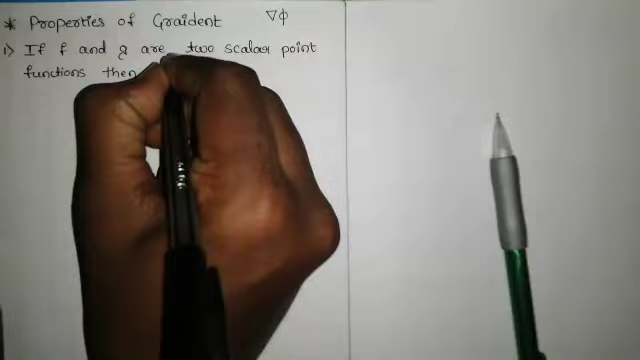 * Properties of Graident ∇ϕ
1) If f and g are two scalar point
functions then